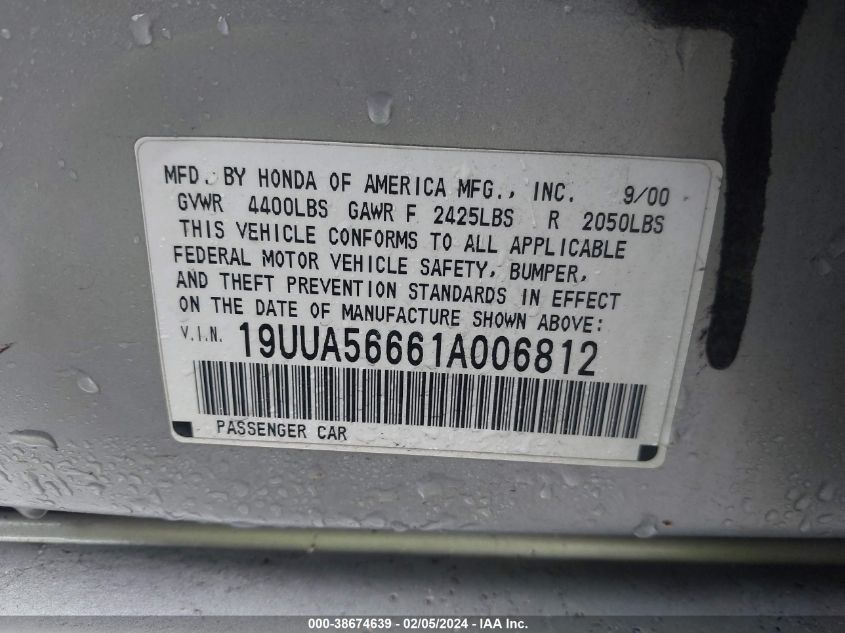 MFD. BY HONDA OF AMERICA MFG., INC. 9/00
GVWR 4400LBS GAWR F 2425LBS R 2050LBS
THIS VEHICLE CONFORMS TO ALL APPLICABLE
FEDERAL MOTOR VEHICLE SAFETY, BUMPER,
AND THEFT PREVENTION STANDARDS IN EFFECT
ON THE DATE OF MANUFACTURE SHOWN ABOVE:
V.I.N. 19UUA56661A006812
PASSENGER CAR
000-38674639 - 02/05/2024 - IAA Inc.